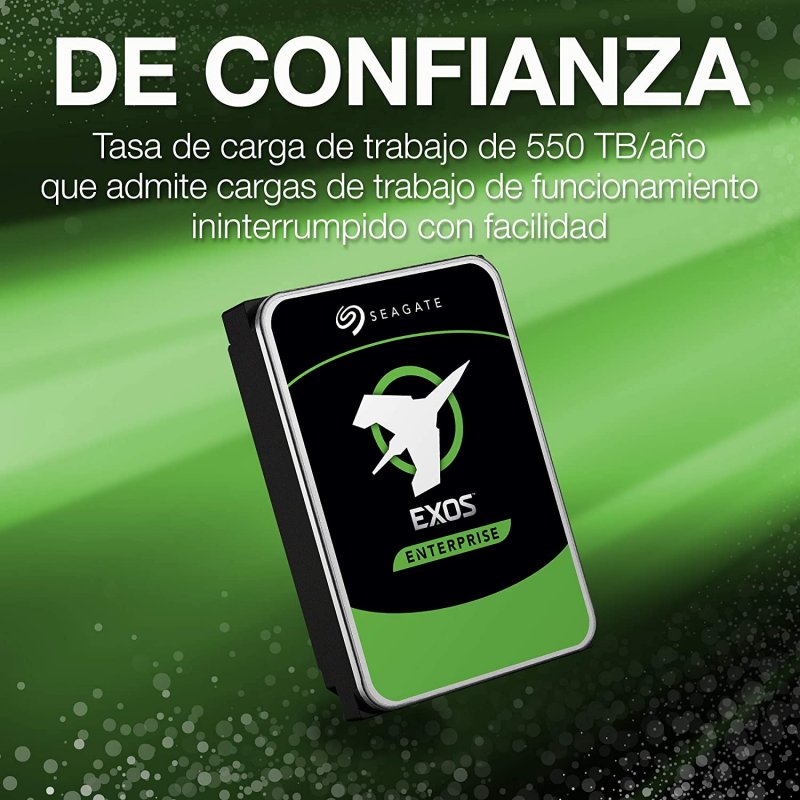 DE CONFIANZA
Tasa de carga de trabajo de 550 TB/año
que admite cargas de trabajo de funcionamiento
ininterrumpido con facilidad
SEAGATE
EXOS™
ENTERPRISE